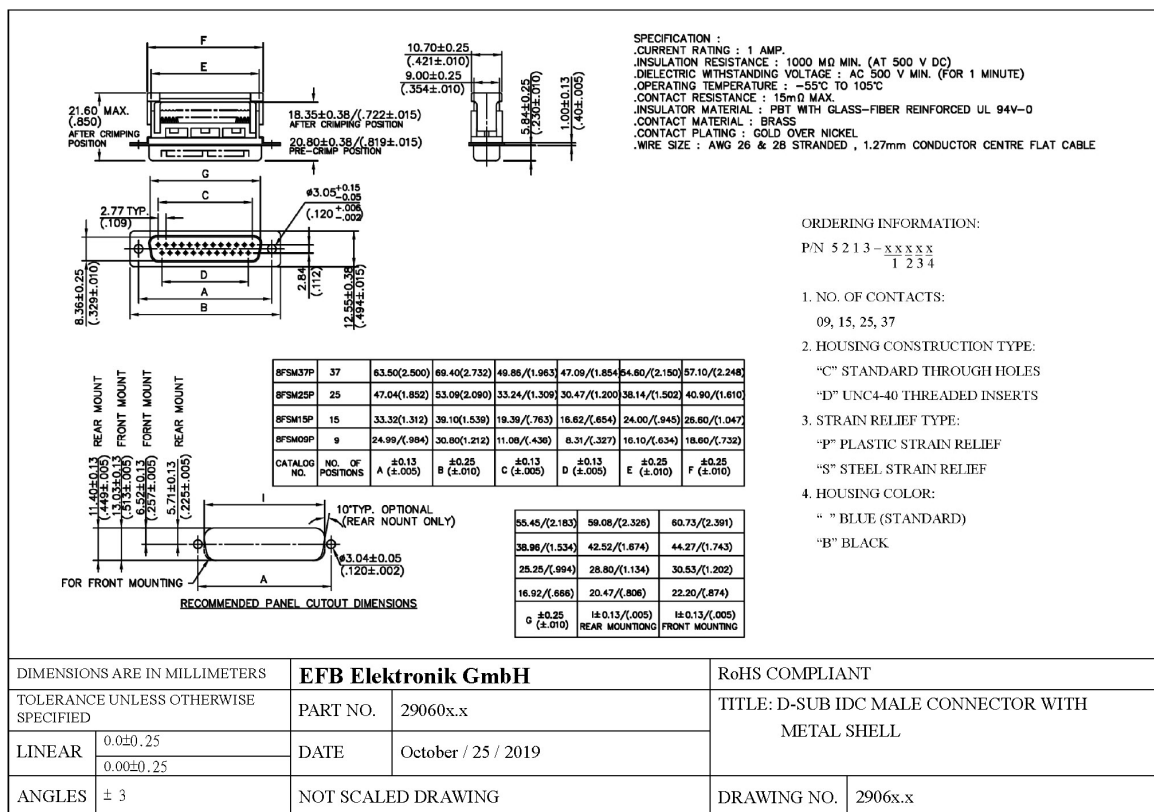 F
E
21.60 MAX.
(.850)
AFTER CRIMPING
POSITION
18.35±0.38/(.722±.015)
AFTER CRIMPING POSITION
20.80±0.38/(.819±.015)
PRE-CRIMP POSITION
10.70±0.25
(.421±.010)
9.00±0.25
(.354±.010)
5.84±0.25
(.230±.010)
1.00±0.13
(.40±.005)
SPECIFICATION :
.CURRENT RATING : 1 AMP.
.INSULATION RESISTANCE : 1000 MΩ MIN. (AT 500 V DC)
.DIELECTRIC WITHSTANDING VOLTAGE : AC 500 V MIN. (FOR 1 MINUTE)
.OPERATING TEMPERATURE : -55℃ TO 105℃
.CONTACT RESISTANCE : 15mΩ MAX.
.INSULATOR MATERIAL : PBT WITH GLASS-FIBER REINFORCED UL 94V-0
.CONTACT MATERIAL : BRASS
.CONTACT PLATING : GOLD OVER NICKEL
.WIRE SIZE : AWG 26 & 28 STRANDED , 1.27mm CONDUCTOR CENTRE FLAT CABLE
G
C
2.77 TYP.
(.109)
ø3.05 +0.15 -0.05
(.120 +.006 -.002)
8.36±0.25
(.329±.010)
D
A
B
2.84
(.112)
12.55±0.38
(.494±.015)
ORDERING INFORMATION:
P/N 5 2 1 3 - x x x x x
1 2 3 4
1. NO. OF CONTACTS:
09, 15, 25, 37
2. HOUSING CONSTRUCTION TYPE:
“C” STANDARD THROUGH HOLES
“D” UNC4-40 THREADED INSERTS
3. STRAIN RELIEF TYPE:
“P” PLASTIC STRAIN RELIEF
“S” STEEL STRAIN RELIEF
4. HOUSING COLOR:
“ ” BLUE (STANDARD)
“B” BLACK
8FSM37P 37 63.50(2.500) 69.40(2.732) 49.86/(1.963) 47.09/(1.854 54.60/(2.150) 57.10/(2.248)
8FSM25P 25 47.04(1.852) 53.09(2.090) 33.24/(1.309) 30.47/(1.200) 38.14/(1.502) 40.90/(1.610)
8FSM15P 15 33.32(1.312) 39.10(1.539) 19.39/(.763) 16.62/(.654) 24.00/(.945) 26.60/(1.047)
8FSM09P 9 24.99/(.984) 30.80(1.212) 11.08/(.436) 8.31/(.327) 16.10/(.634) 18.60/(.732)
CATALOG NO. NO. OF POSITIONS A ±0.13 (±.005) B ±0.25 (±.010) C ±0.13 (±.005) D ±0.13 (±.005) E ±0.25 (±.010) F ±0.25 (±.010)
11.40±0.13 REAR MOUNT
(.449±.005)
13.03±0.13 FRONT MOUNT
(.513±.005)
6.52±0.13 FORNT MOUNT
(.257±.005)
5.71±0.13 REAR MOUNT
(.225±.005)
I
10°TYP. OPTIONAL
(REAR NOUNT ONLY)
ø3.04±0.05
(.120±.002)
FOR FRONT MOUNTING
A
RECOMMENDED PANEL CUTOUT DIMENSIONS
55.45/(2.183) 59.08/(2.326) 60.73/(2.391)
38.96/(1.534) 42.52/(1.674) 44.27/(1.743)
25.25/(.994) 28.80/(1.134) 30.53/(1.202)
16.92/(.666) 20.47/(.806) 22.20/(.874)
G ±0.25 (±.010) I±0.13/(.005) REAR MOUNTIONG I±0.13/(.005) FRONT MOUNTING
DIMENSIONS ARE IN MILLIMETERS
EFB Elektronik GmbH
RoHS COMPLIANT
TOLERANCE UNLESS OTHERWISE
SPECIFIED
PART NO. 29060x.x
TITLE: D-SUB IDC MALE CONNECTOR WITH
METAL SHELL
LINEAR 0.0±0.25
0.00±0.25
DATE October / 25 / 2019
ANGLES ± 3
NOT SCALED DRAWING
DRAWING NO. 2906x.x